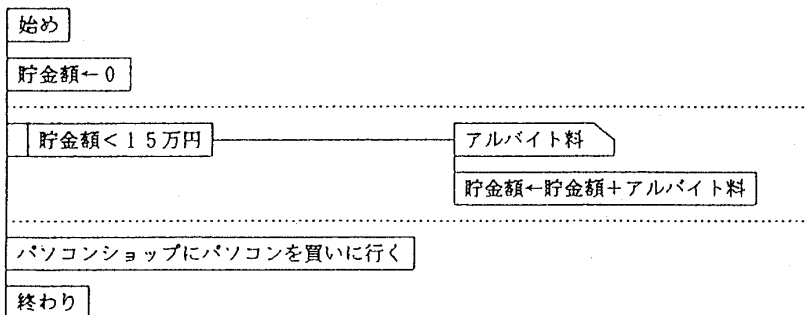 始め
貯金額←0
貯金額<15万円 アルバイト料
貯金額←貯金額+アルバイト料
パソコンショップにパソコンを買いに行く
終わり